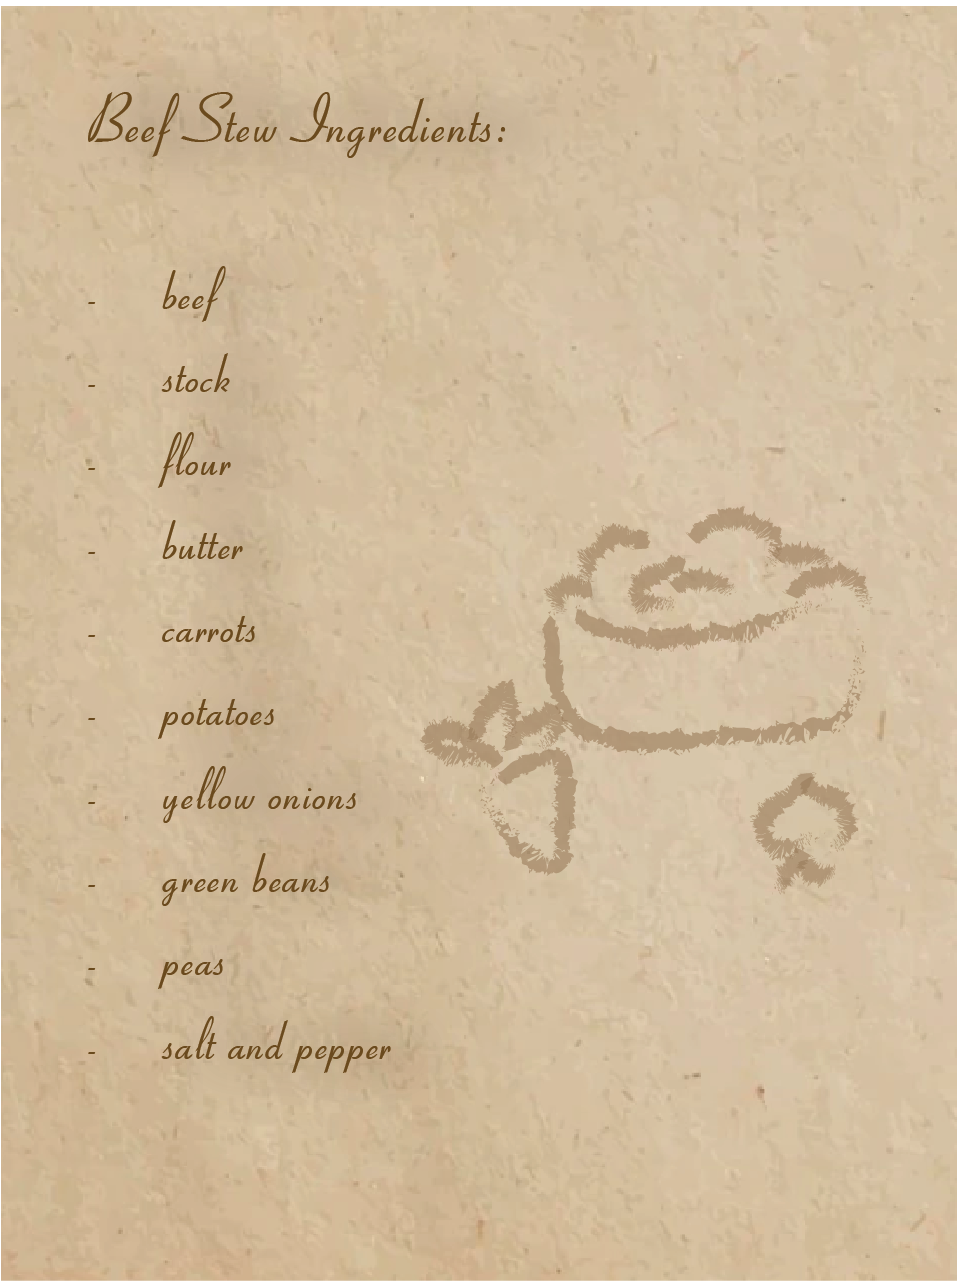 Beef Stew Ingredients:
- beef
- stock
- flour
- butter
- carrots
- potatoes
- yellow onions
- green beans
- peas
- salt and pepper